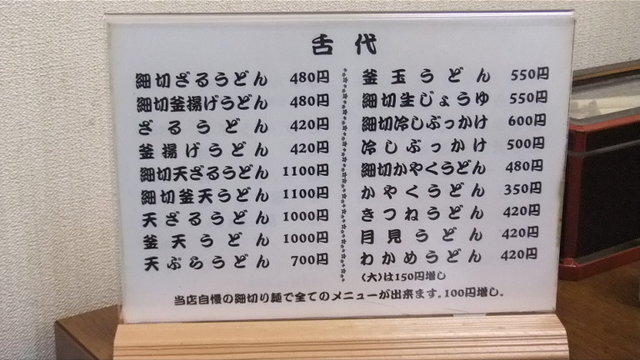 古代
細切ざるうどん 480円
細切釜揚げうどん 480円
ざるうどん 420円
釜揚げうどん 420円
細切天ざるうどん 1100円
細切釜天うどん 1100円
天ざるうどん 1000円
釜天うどん 1000円
天ぷらうどん 700円
釜玉うどん 550円
細切生じょうゆ 550円
細切冷しぶっかけ 600円
冷しぶっかけ 500円
細切かやくうどん 480円
かやくうどん 350円
きつねうどん 420円
月見うどん 420円
わかめうどん 420円
(大)は150円増し
当店自慢の細切り麺で全てのメニューが出来ます。100円増し。